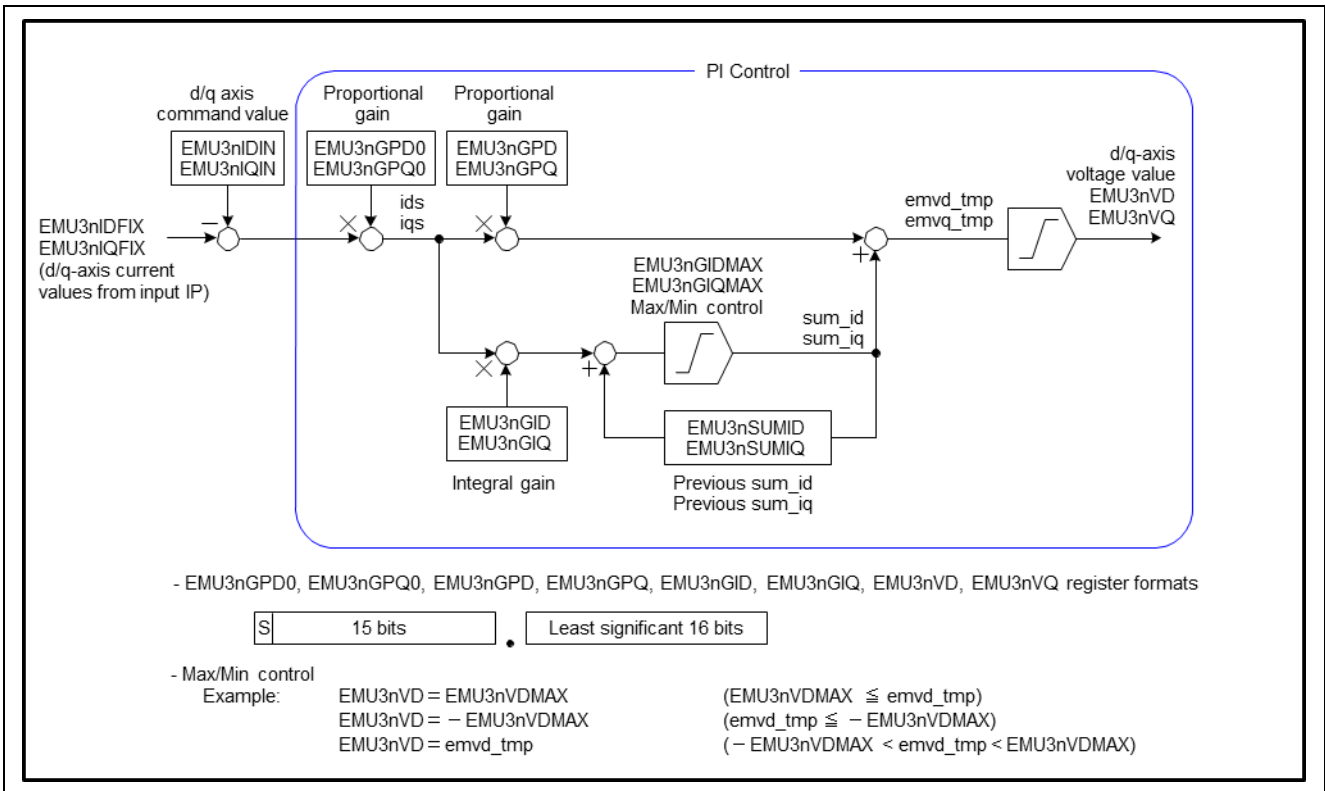 PI Control
d/q axis
command value
EMU3nIDIN
EMU3nIQIN
Proportional
gain
EMU3nGPD0
EMU3nGPQ0
Proportional
gain
EMU3nGPD
EMU3nGPQ
d/q-axis
voltage value
EMU3nVD
EMU3nVQ
EMU3nIDFIX
EMU3nIQFIX
(d/q-axis current
values from input IP)
−
×
ids
iqs
×
+
emvd_tmp
emvq_tmp
EMU3nGIDMAX
EMU3nGIQMAX
Max/Min control
sum_id
sum_iq
×
+
EMU3nGID
EMU3nGIQ
Integral gain
EMU3nSUMID
EMU3nSUMIQ
Previous sum_id
Previous sum_iq
- EMU3nGPD0, EMU3nGPQ0, EMU3nGPD, EMU3nGPQ, EMU3nGID, EMU3nGIQ, EMU3nVD, EMU3nVQ register formats
S 15 bits . Least significant 16 bits
- Max/Min control
Example: EMU3nVD = EMU3nVDMAX (EMU3nVDMAX ≦ emvd_tmp)
EMU3nVD = − EMU3nVDMAX (emvd_tmp ≦ − EMU3nVDMAX)
EMU3nVD = emvd_tmp (− EMU3nVDMAX < emvd_tmp < EMU3nVDMAX)